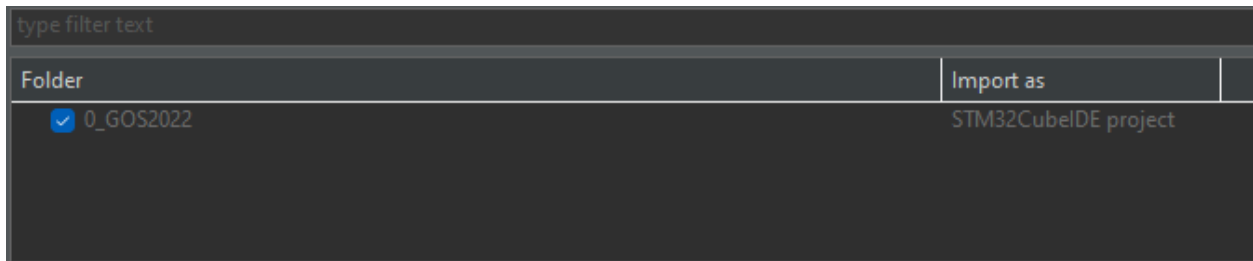 type filter text
Folder Import as
0_GOS2022 STM32CubeIDE project